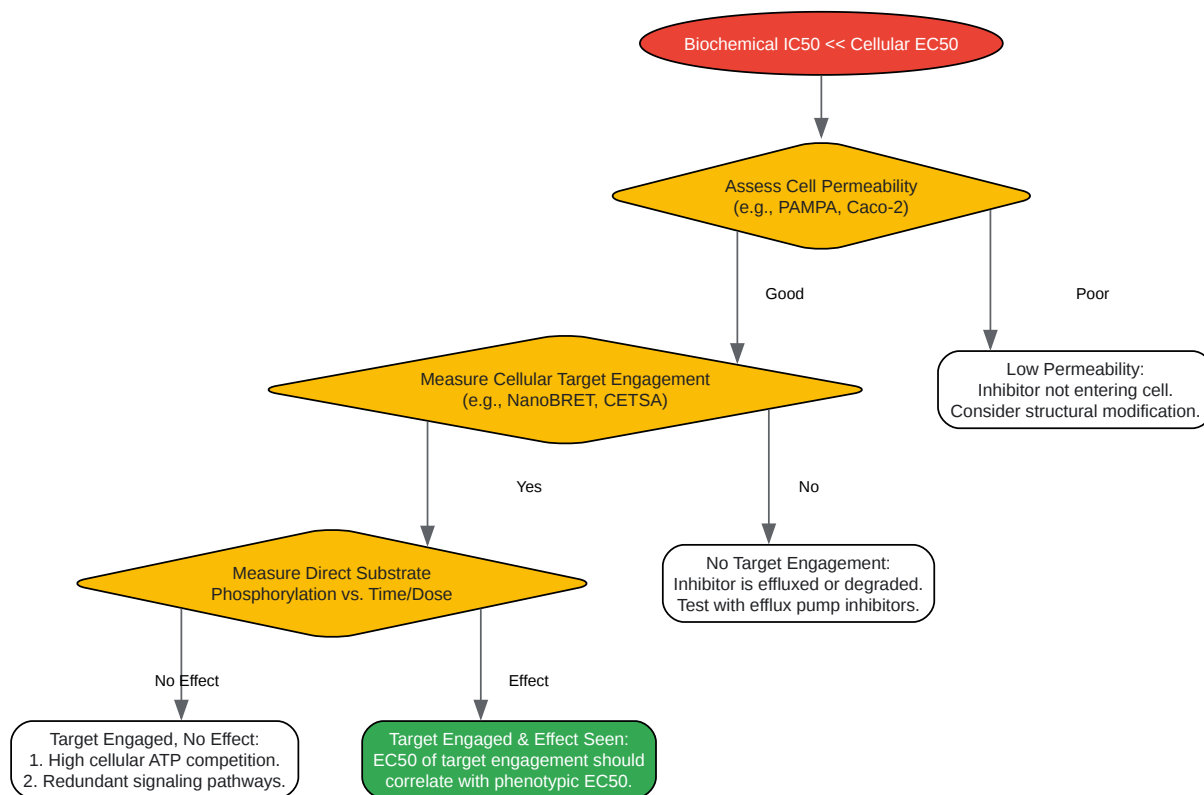 Biochemical IC50 << Cellular EC50
Assess Cell Permeability
(e.g., PAMPA, Caco-2)
Good
Poor
Low Permeability:
Inhibitor not entering cell.
Consider structural modification.
Measure Cellular Target Engagement
(e.g., NanoBRET, CETSA)
Yes
No
No Target Engagement:
Inhibitor is effluxed or degraded.
Test with efflux pump inhibitors.
Measure Direct Substrate
Phosphorylation vs. Time/Dose
No Effect
Effect
Target Engaged, No Effect:
1. High cellular ATP competition.
2. Redundant signaling pathways.
Target Engaged & Effect Seen:
EC50 of target engagement should
correlate with phenotypic EC50.